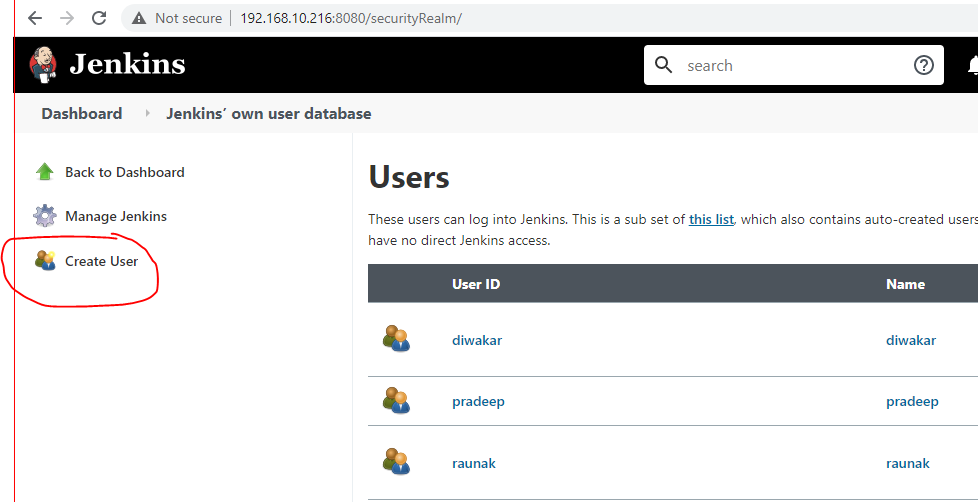 Not secure 192.168.10.216:8080/securityRealm/
Jenkins
search
Dashboard Jenkins' own user database
Back to Dashboard
Manage Jenkins
Create User
Users
These users can log into Jenkins. This is a sub set of this list, which also contains auto-created users
have no direct Jenkins access.
User ID Name
diwakar diwakar
pradeep pradeep
raunak raunak